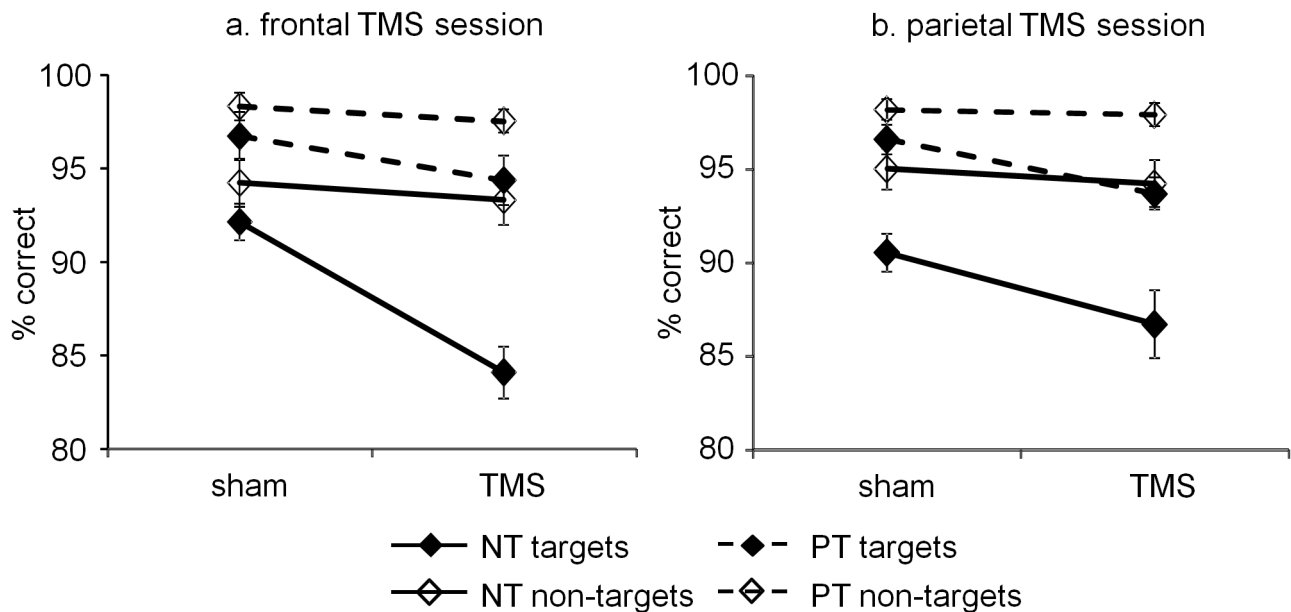 a. frontal TMS session
% correct
100
95
90
85
80
sham TMS
b. parietal TMS session
% correct
100
95
90
85
80
sham TMS
NT targets PT targets
NT non-targets PT non-targets